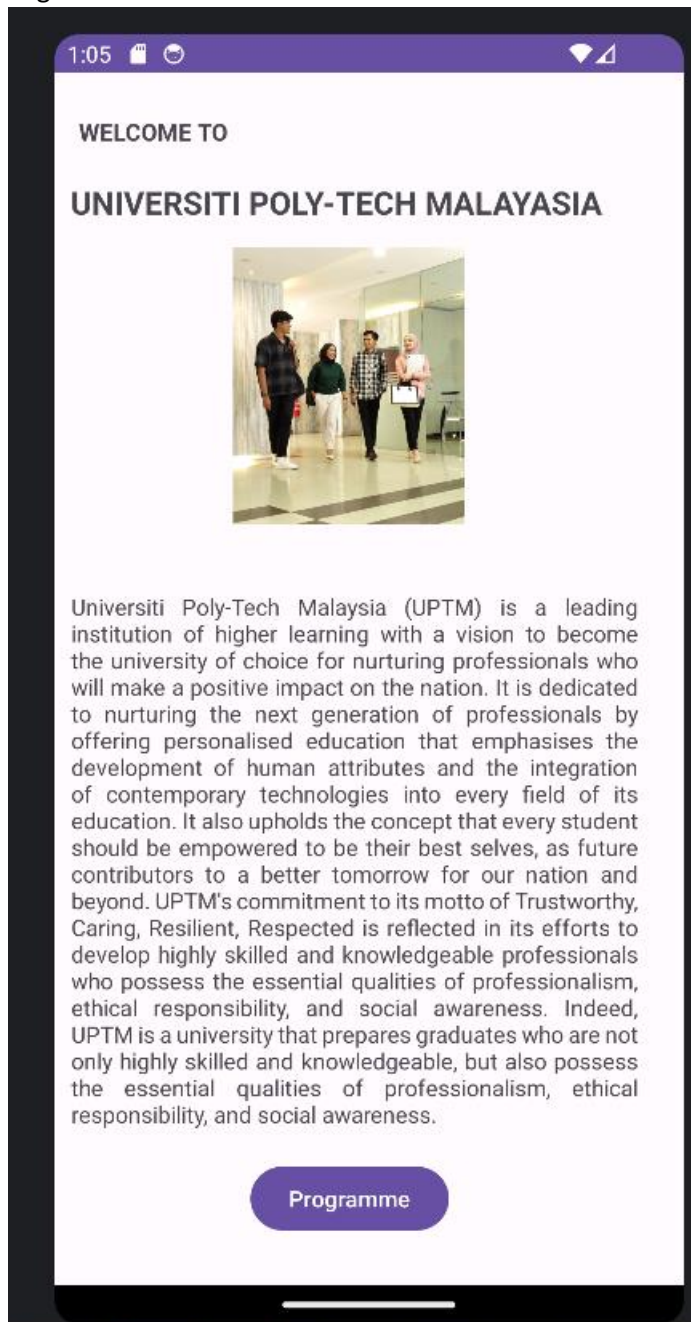 1:05
WELCOME TO
UNIVERSITI POLY-TECH MALAYASIA
Universiti Poly-Tech Malaysia (UPTM) is a leading
institution of higher learning with a vision to become
the university of choice for nurturing professionals who
will make a positive impact on the nation. It is dedicated
to nurturing the next generation of professionals by
offering personalised education that emphasises the
development of human attributes and the integration
of contemporary technologies into every field of its
education. It also upholds the concept that every student
should be empowered to be their best selves, as future
contributors to a better tomorrow for our nation and
beyond. UPTM's commitment to its motto of Trustworthy,
Caring, Resilient, Respected is reflected in its efforts to
develop highly skilled and knowledgeable professionals
who possess the essential qualities of professionalism,
ethical responsibility, and social awareness. Indeed,
UPTM is a university that prepares graduates who are not
only highly skilled and knowledgeable, but also possess
the essential qualities of professionalism, ethical
responsibility, and social awareness.
Programme